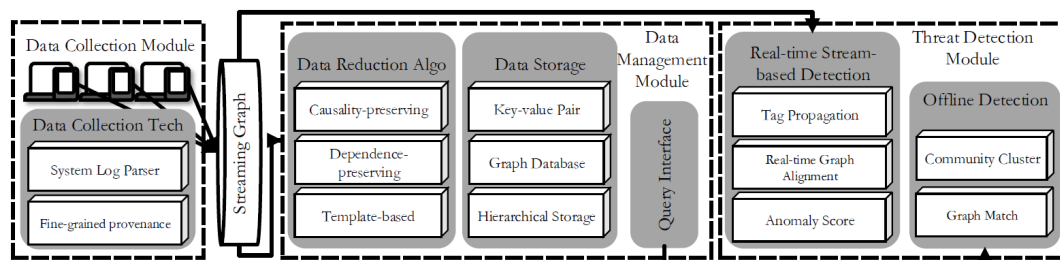 Data Collection Module
Data Collection Tech
System Log Parser
Fine-grained provenance
Streaming Graph
Data Reduction Algo
Causality-preserving
Dependence-
preserving
Template-based
Data Storage
Key-value Pair
Graph Database
Hierarchical Storage
Data
Management
Module
Query Interface
Real-time Stream-
based Detection
Tag Propagation
Real-time Graph
Alignment
Anomaly Score
Threat Detection
Module
Offline Detection
Community Cluster
Graph Match